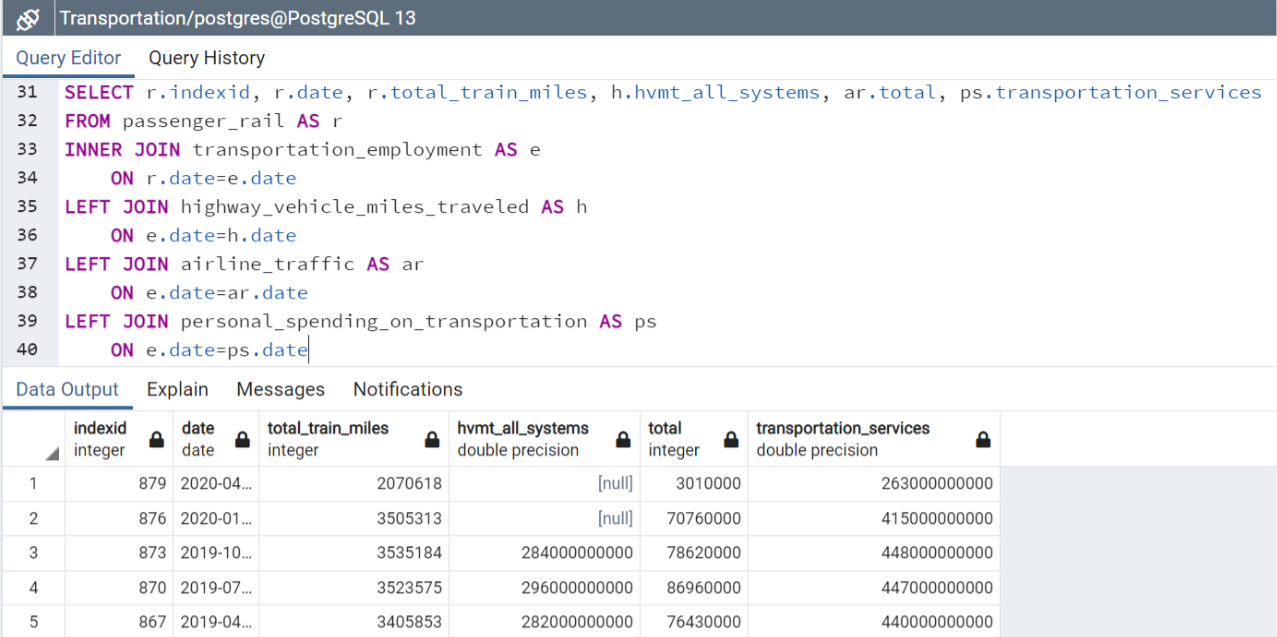 Transportation/postgres@PostgreSQL 13
Query Editor Query History
31 SELECT r.indexid, r.date, r.total_train_miles, h.hvmt_all_systems, ar.total, ps.transportation_services
32 FROM passenger_rail AS r
33 INNER JOIN transportation_employment AS e
34 ON r.date=e.date
35 LEFT JOIN highway_vehicle_miles_traveled AS h
36 ON e.date=h.date
37 LEFT JOIN airline_traffic AS ar
38 ON e.date=ar.date
39 LEFT JOIN personal_spending_on_transportation AS ps
40 ON e.date=ps.date
Data Output Explain Messages Notifications
indexid date total_train_miles hvmt_all_systems total transportation_services
integer date integer double precision integer double precision
1 879 2020-04... 2070618 [null] 3010000 263000000000
2 876 2020-01... 3505313 [null] 70760000 415000000000
3 873 2019-10... 3535184 284000000000 78620000 448000000000
4 870 2019-07... 3523575 296000000000 86960000 447000000000
5 867 2019-04... 3405853 282000000000 76430000 440000000000